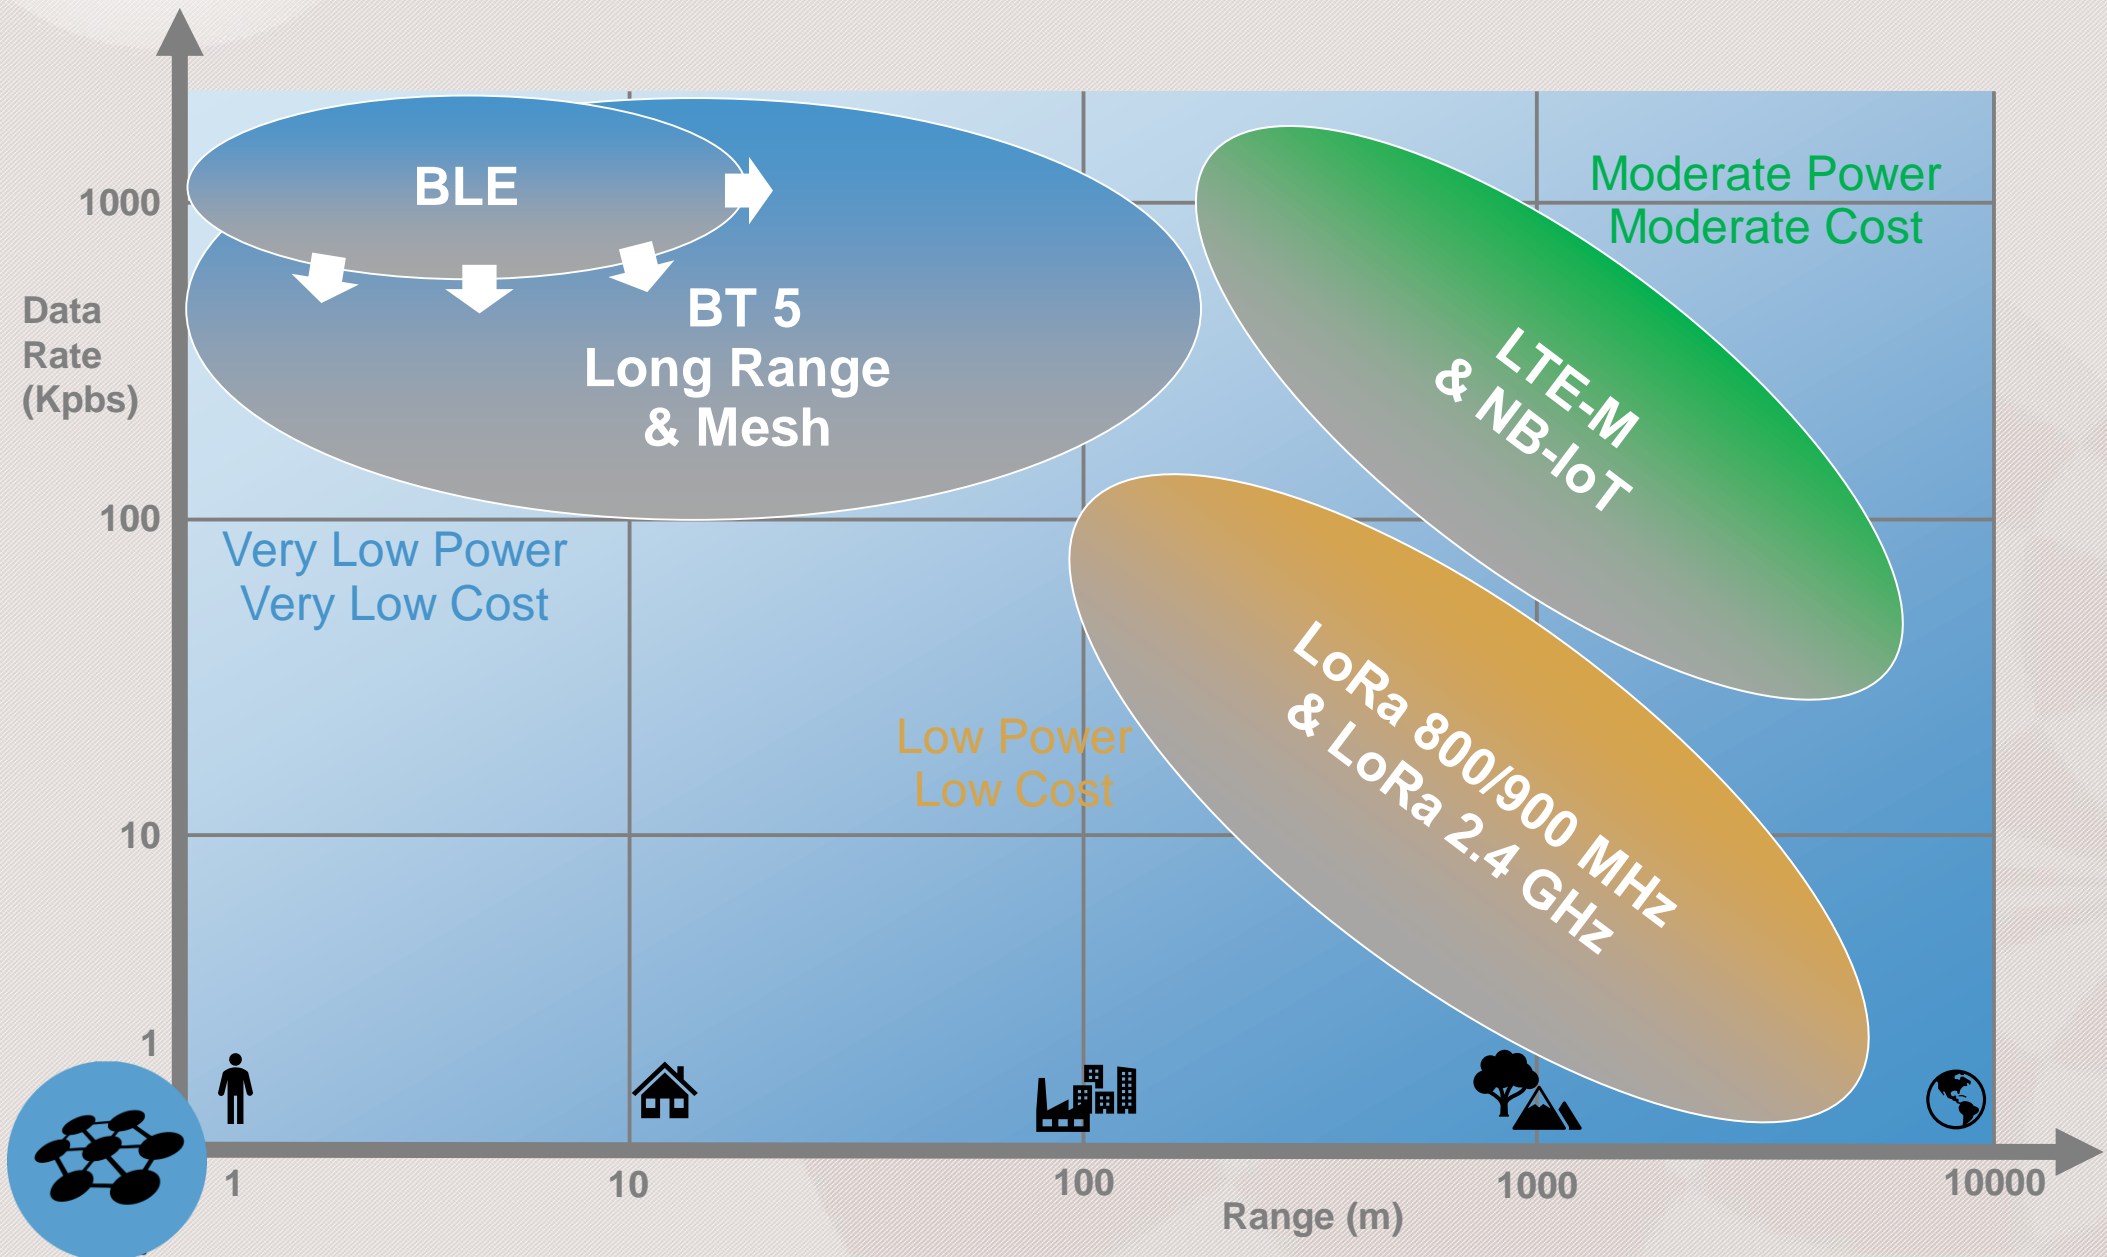 BLE
BT 5
Long Range
& Mesh
LTE-M
& NB-IoT
LoRa 800/900 MHz
& LoRa 2.4 GHz
Moderate Power
Moderate Cost
Very Low Power
Very Low Cost
Low Power
Low Cost
Data
Rate
(Kpbs)
1000
100
10
1
1
10
100
1000
10000
Range (m)